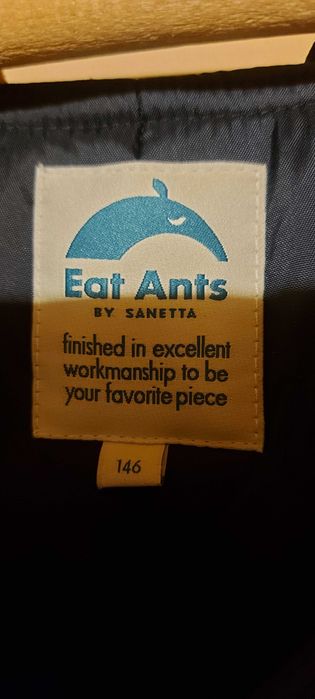 Eat Ants
BY SANETTA
finished in excellent
workmanship to be
your favorite piece
146